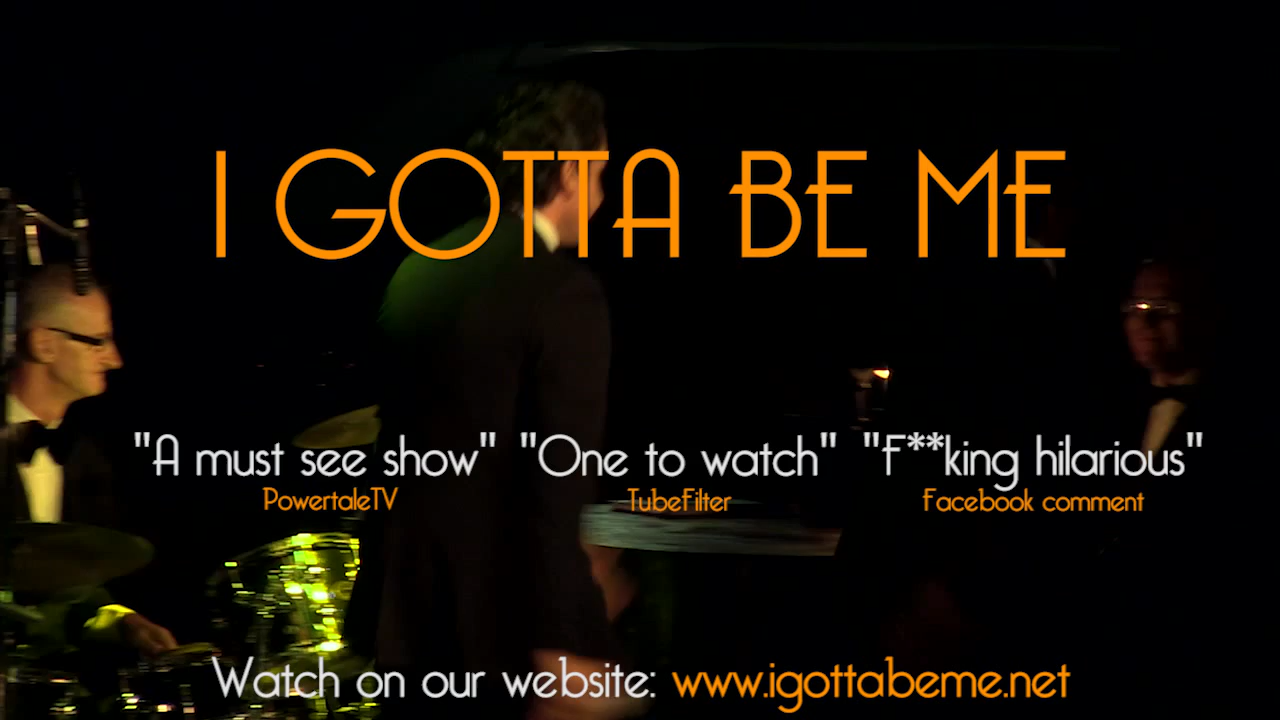 I GOTTA BE ME
"A must see show" "One to watch" "F**king hilarious"
PowertaleTV TubeFilter Facebook comment
Watch on our website: www.igottabeme.net